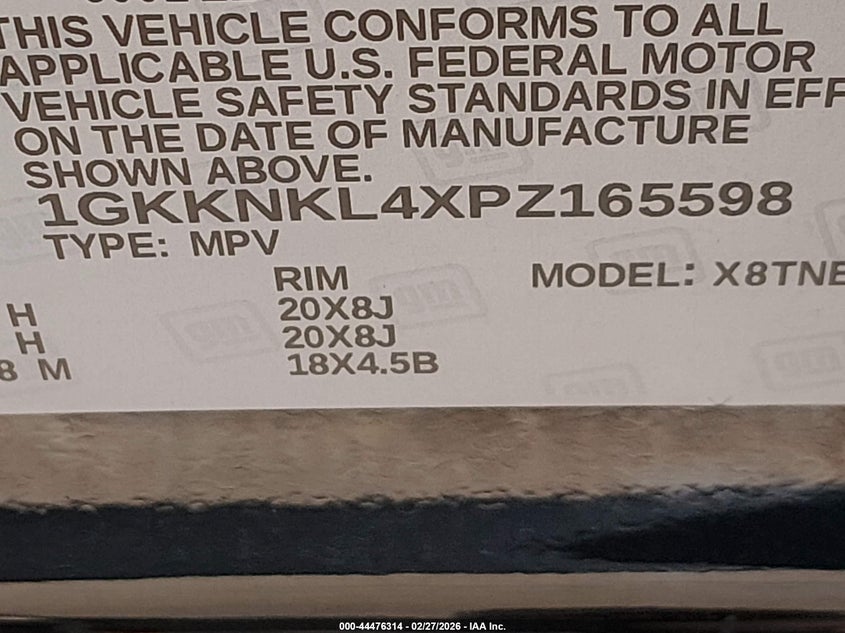 THIS VEHICLE CONFORMS TO ALL
APPLICABLE U.S. FEDERAL MOTOR
VEHICLE SAFETY STANDARDS IN EFF
ON THE DATE OF MANUFACTURE
SHOWN ABOVE.
1GKKNKL4XPZ165598
TYPE: MPV
RIM MODEL: X8TNB
H 20X8J
H 20X8J
8 M 18X4.5B
000-44476314 - 02/27/2026 - IAA Inc.